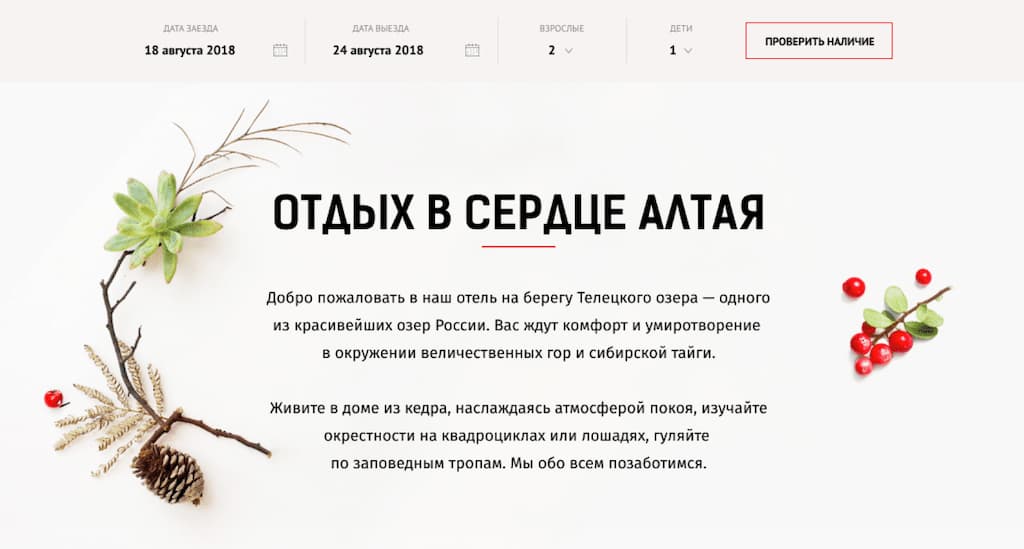 ДАТА ЗАЕЗДА ДАТА ВЫЕЗДА ВЗРОСЛЫЕ ДЕТИ
18 августа 2018 24 августа 2018 2 1 ПРОВЕРИТЬ НАЛИЧИЕ
ОТДЫХ В СЕРДЦЕ АЛТАЯ
Добро пожаловать в наш отель на берегу Телецкого озера — одного
из красивейших озер России. Вас ждут комфорт и умиротворение
в окружении величественных гор и сибирской тайги.
Живите в доме из кедра, наслаждаясь атмосферой покоя, изучайте
окрестности на квадроциклах или лошадях, гуляйте
по заповедным тропам. Мы обо всем позаботимся.